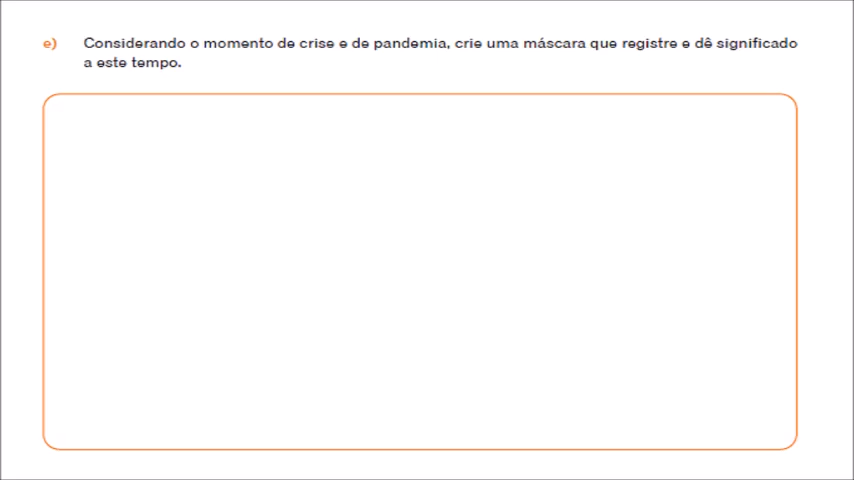 e) Considerando o momento de crise e de pandemia, crie uma máscara que registre e dê significado
a este tempo.